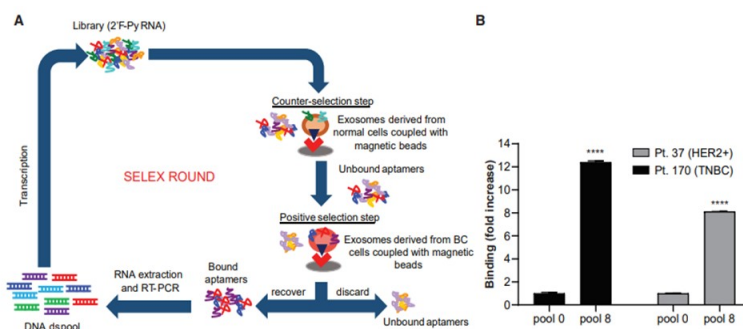 A
Library (2'F-Py RNA)
Counter-selection step
Exosomes derived from
normal cells coupled with
magnetic beads
Transcription
SELEX ROUND
Unbound aptamers
Positive selection step
Exosomes derived from BC
cells coupled with magnetic
beads
RNA extraction
and RT-PCR
Bound
aptamers
recover
discard
Unbound aptamers
DNA dspool
B
Binding (fold increase)
14
12
10
8
6
4
2
0
****
****
Pt. 37 (HER2+)
Pt. 170 (TNBC)
pool 0
pool 8
pool 0
pool 8